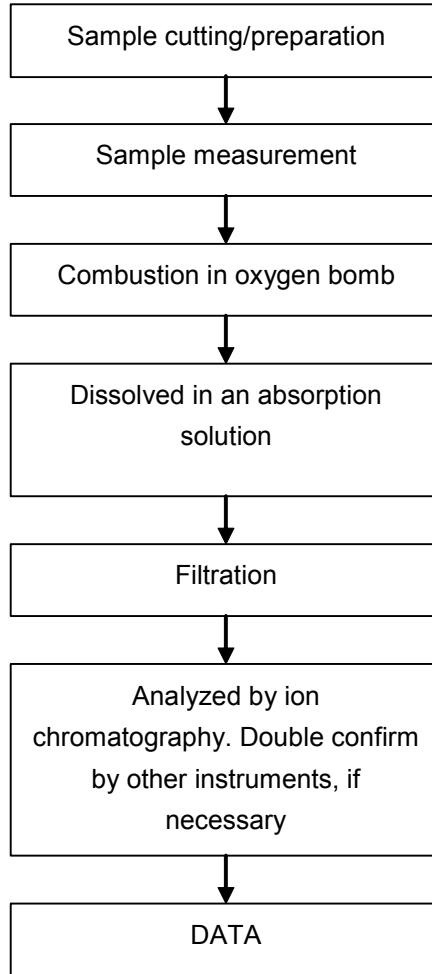 Sample cutting/preparation
Sample measurement
Combustion in oxygen bomb
Dissolved in an absorption
solution
Filtration
Analyzed by ion
chromatography. Double confirm
by other instruments, if
necessary
DATA